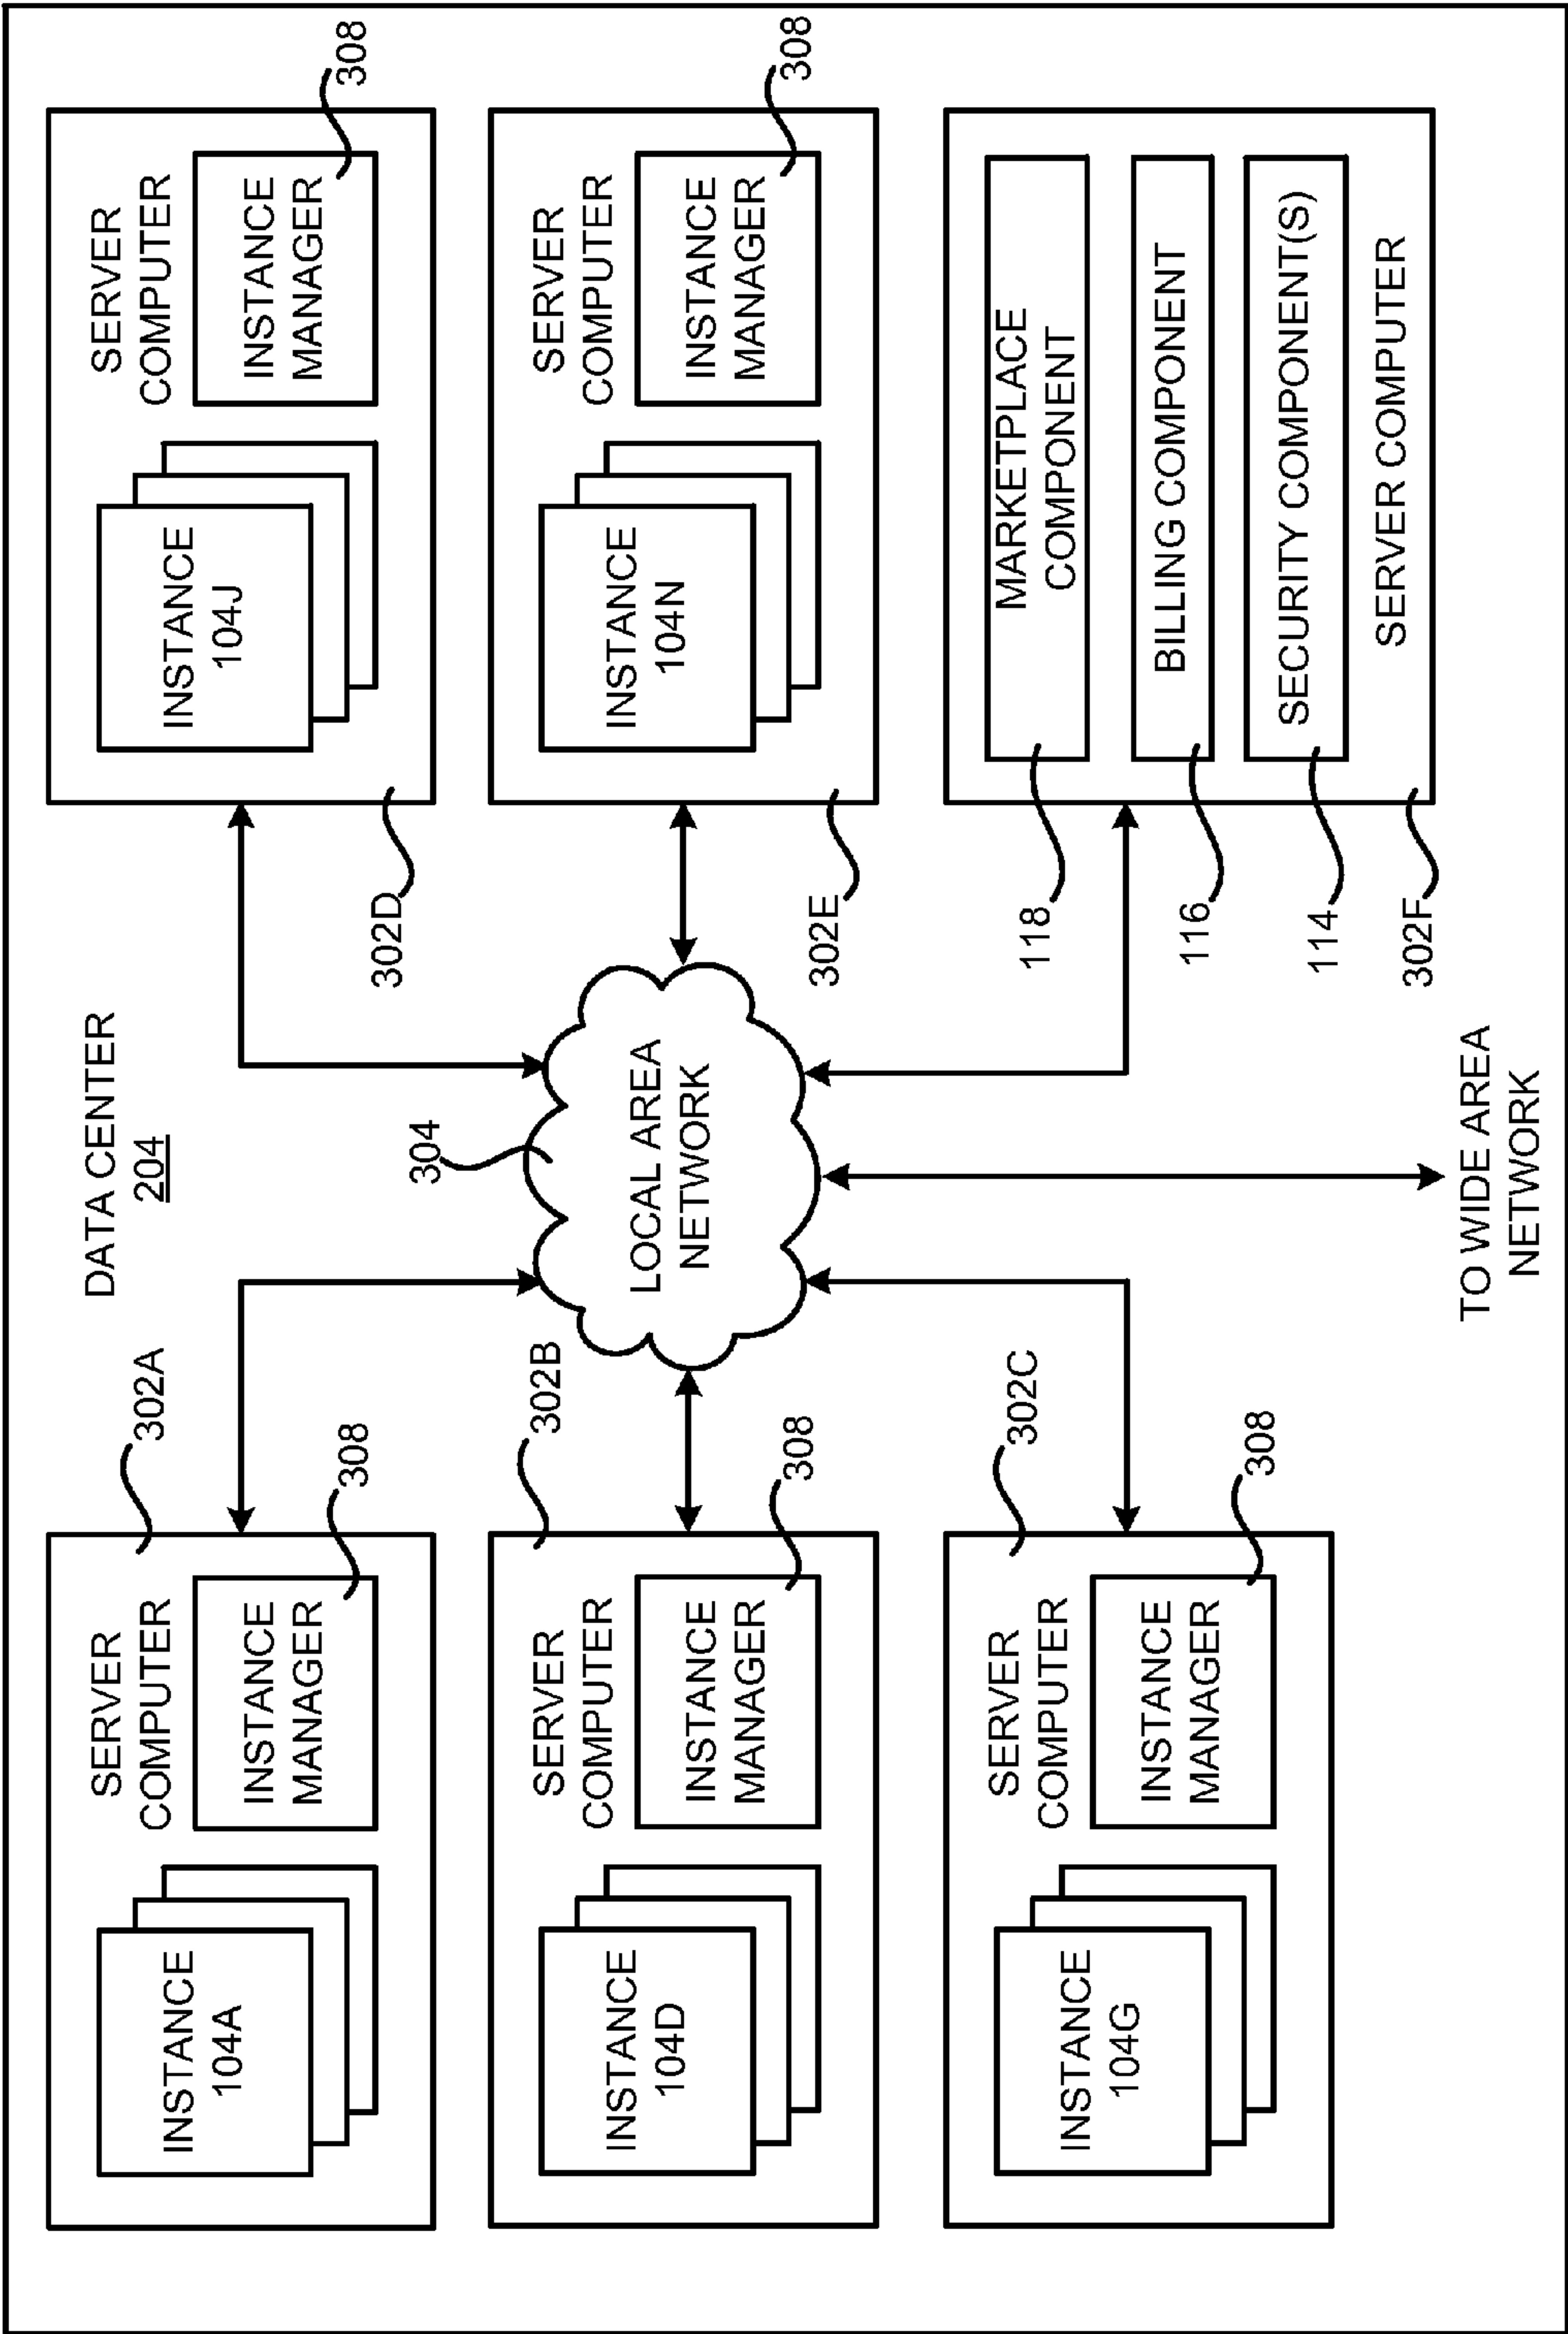 DATA CENTER
204
302A
SERVER
COMPUTER
INSTANCE
104A
INSTANCE
MANAGER
308
302B
SERVER
COMPUTER
INSTANCE
104D
INSTANCE
MANAGER
308
302C
SERVER
COMPUTER
INSTANCE
104G
INSTANCE
MANAGER
308
304
LOCAL AREA
NETWORK
TO WIDE AREA
NETWORK
302D
SERVER
COMPUTER
INSTANCE
104J
INSTANCE
MANAGER
308
302E
SERVER
COMPUTER
INSTANCE
104N
INSTANCE
MANAGER
308
118
MARKETPLACE
COMPONENT
116
BILLING COMPONENT
114
SECURITY COMPONENT(S)
302F
SERVER COMPUTER